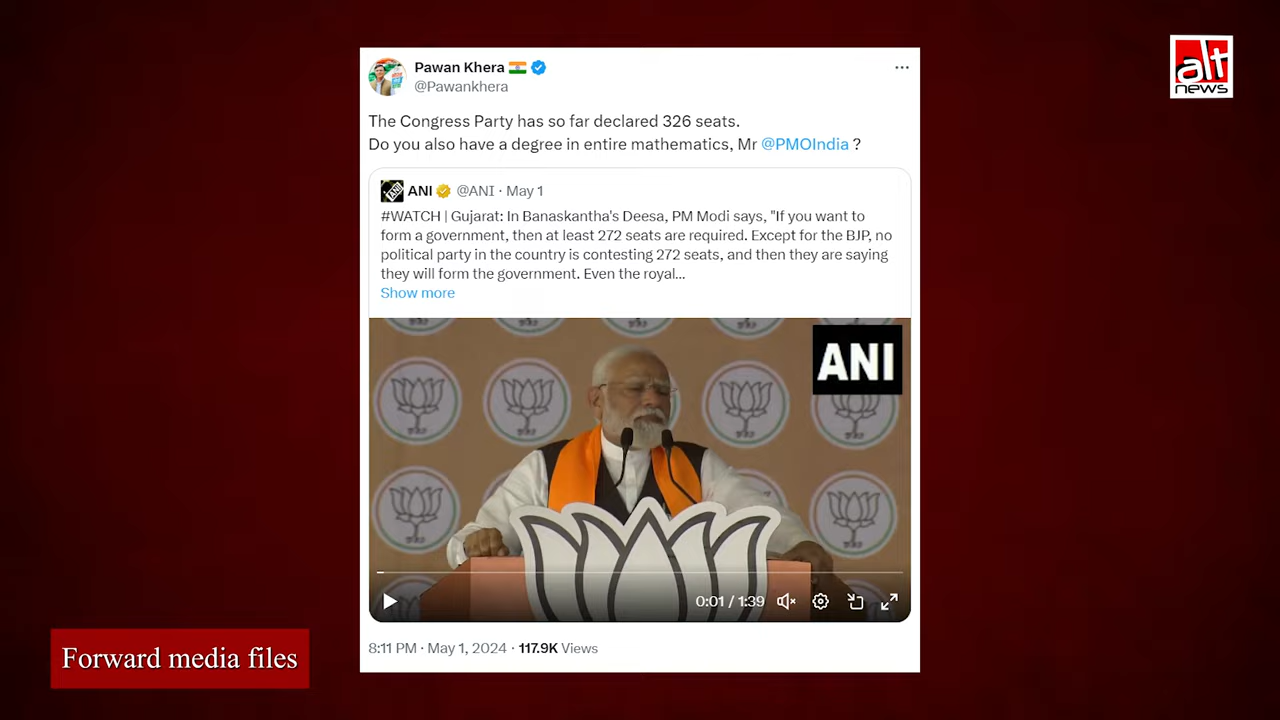 alt
news
Pawan Khera
@Pawankhera
The Congress Party has so far declared 326 seats.
Do you also have a degree in entire mathematics, Mr @PMOIndia ?
ANI
ANI @ANI · May 1
#WATCH | Gujarat: In Banaskantha's Deesa, PM Modi says, "If you want to
form a government, then at least 272 seats are required. Except for the BJP, no
political party in the country is contesting 272 seats, and then they are saying
they will form the government. Even the royal...
Show more
ANI
0:01 / 1:39
8:11 PM · May 1, 2024 · 117.9K Views
Forward media files